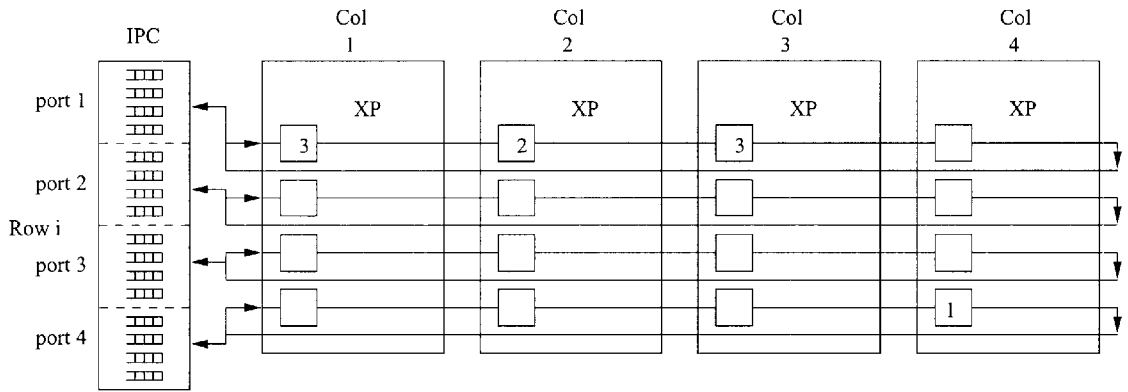 Col Col Col Col
IPC 1 2 3 4
port 1 XP XP XP XP
3 2 3
port 2
Row i
port 3
port 4 1